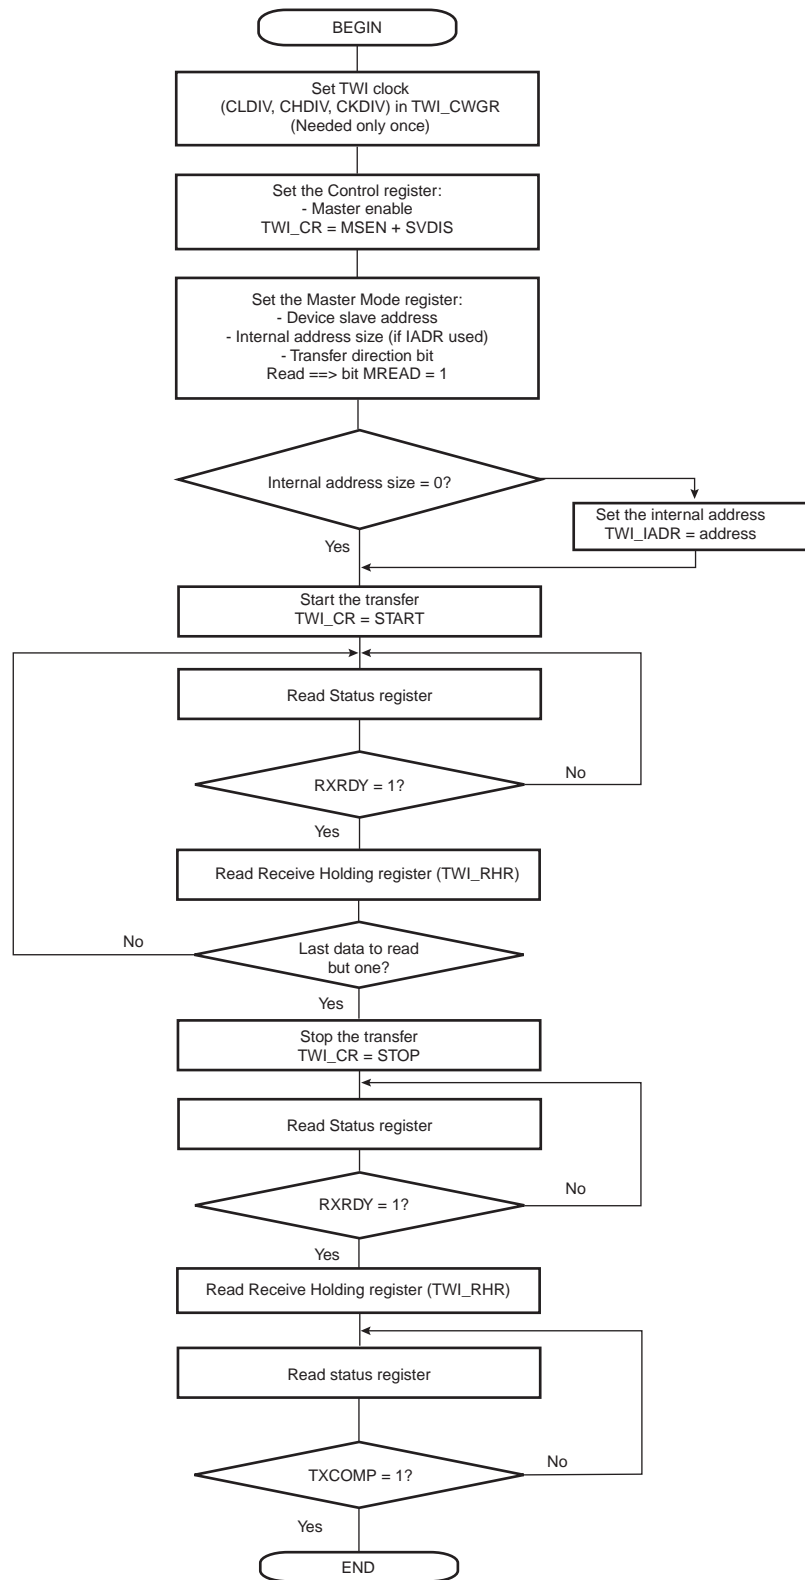 BEGIN
Set TWI clock
(CLDIV, CHDIV, CKDIV) in TWI_CWGR
(Needed only once)
Set the Control register:
- Master enable
TWI_CR = MSEN + SVDIS
Set the Master Mode register:
- Device slave address
- Internal address size (if IADR used)
- Transfer direction bit
Read ==> bit MREAD = 1
Internal address size = 0?
Set the internal address
TWI_IADR = address
Yes
Start the transfer
TWI_CR = START
Read Status register
RXRDY = 1?
No
Yes
Read Receive Holding register (TWI_RHR)
No
Last data to read
but one?
Yes
Stop the transfer
TWI_CR = STOP
Read Status register
RXRDY = 1?
No
Yes
Read Receive Holding register (TWI_RHR)
Read status register
TXCOMP = 1?
No
Yes
END